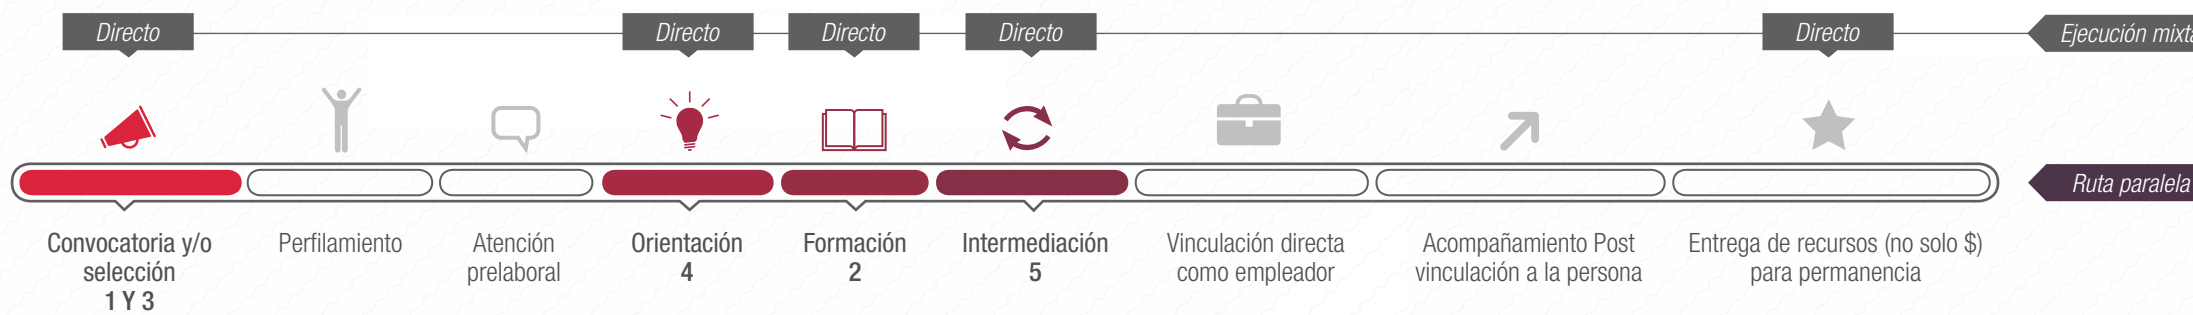 Directo
Directo
Directo
Directo
Directo
Ejecución mixta
Ruta paralela
Convocatoria y/o
selección
1 Y 3
Perfilamiento
Atención
prelaboral
Orientación
4
Formación
2
Intermediación
5
Vinculación directa
como empleador
Acompañamiento Post
vinculación a la persona
Entrega de recursos (no solo $)
para permanencia